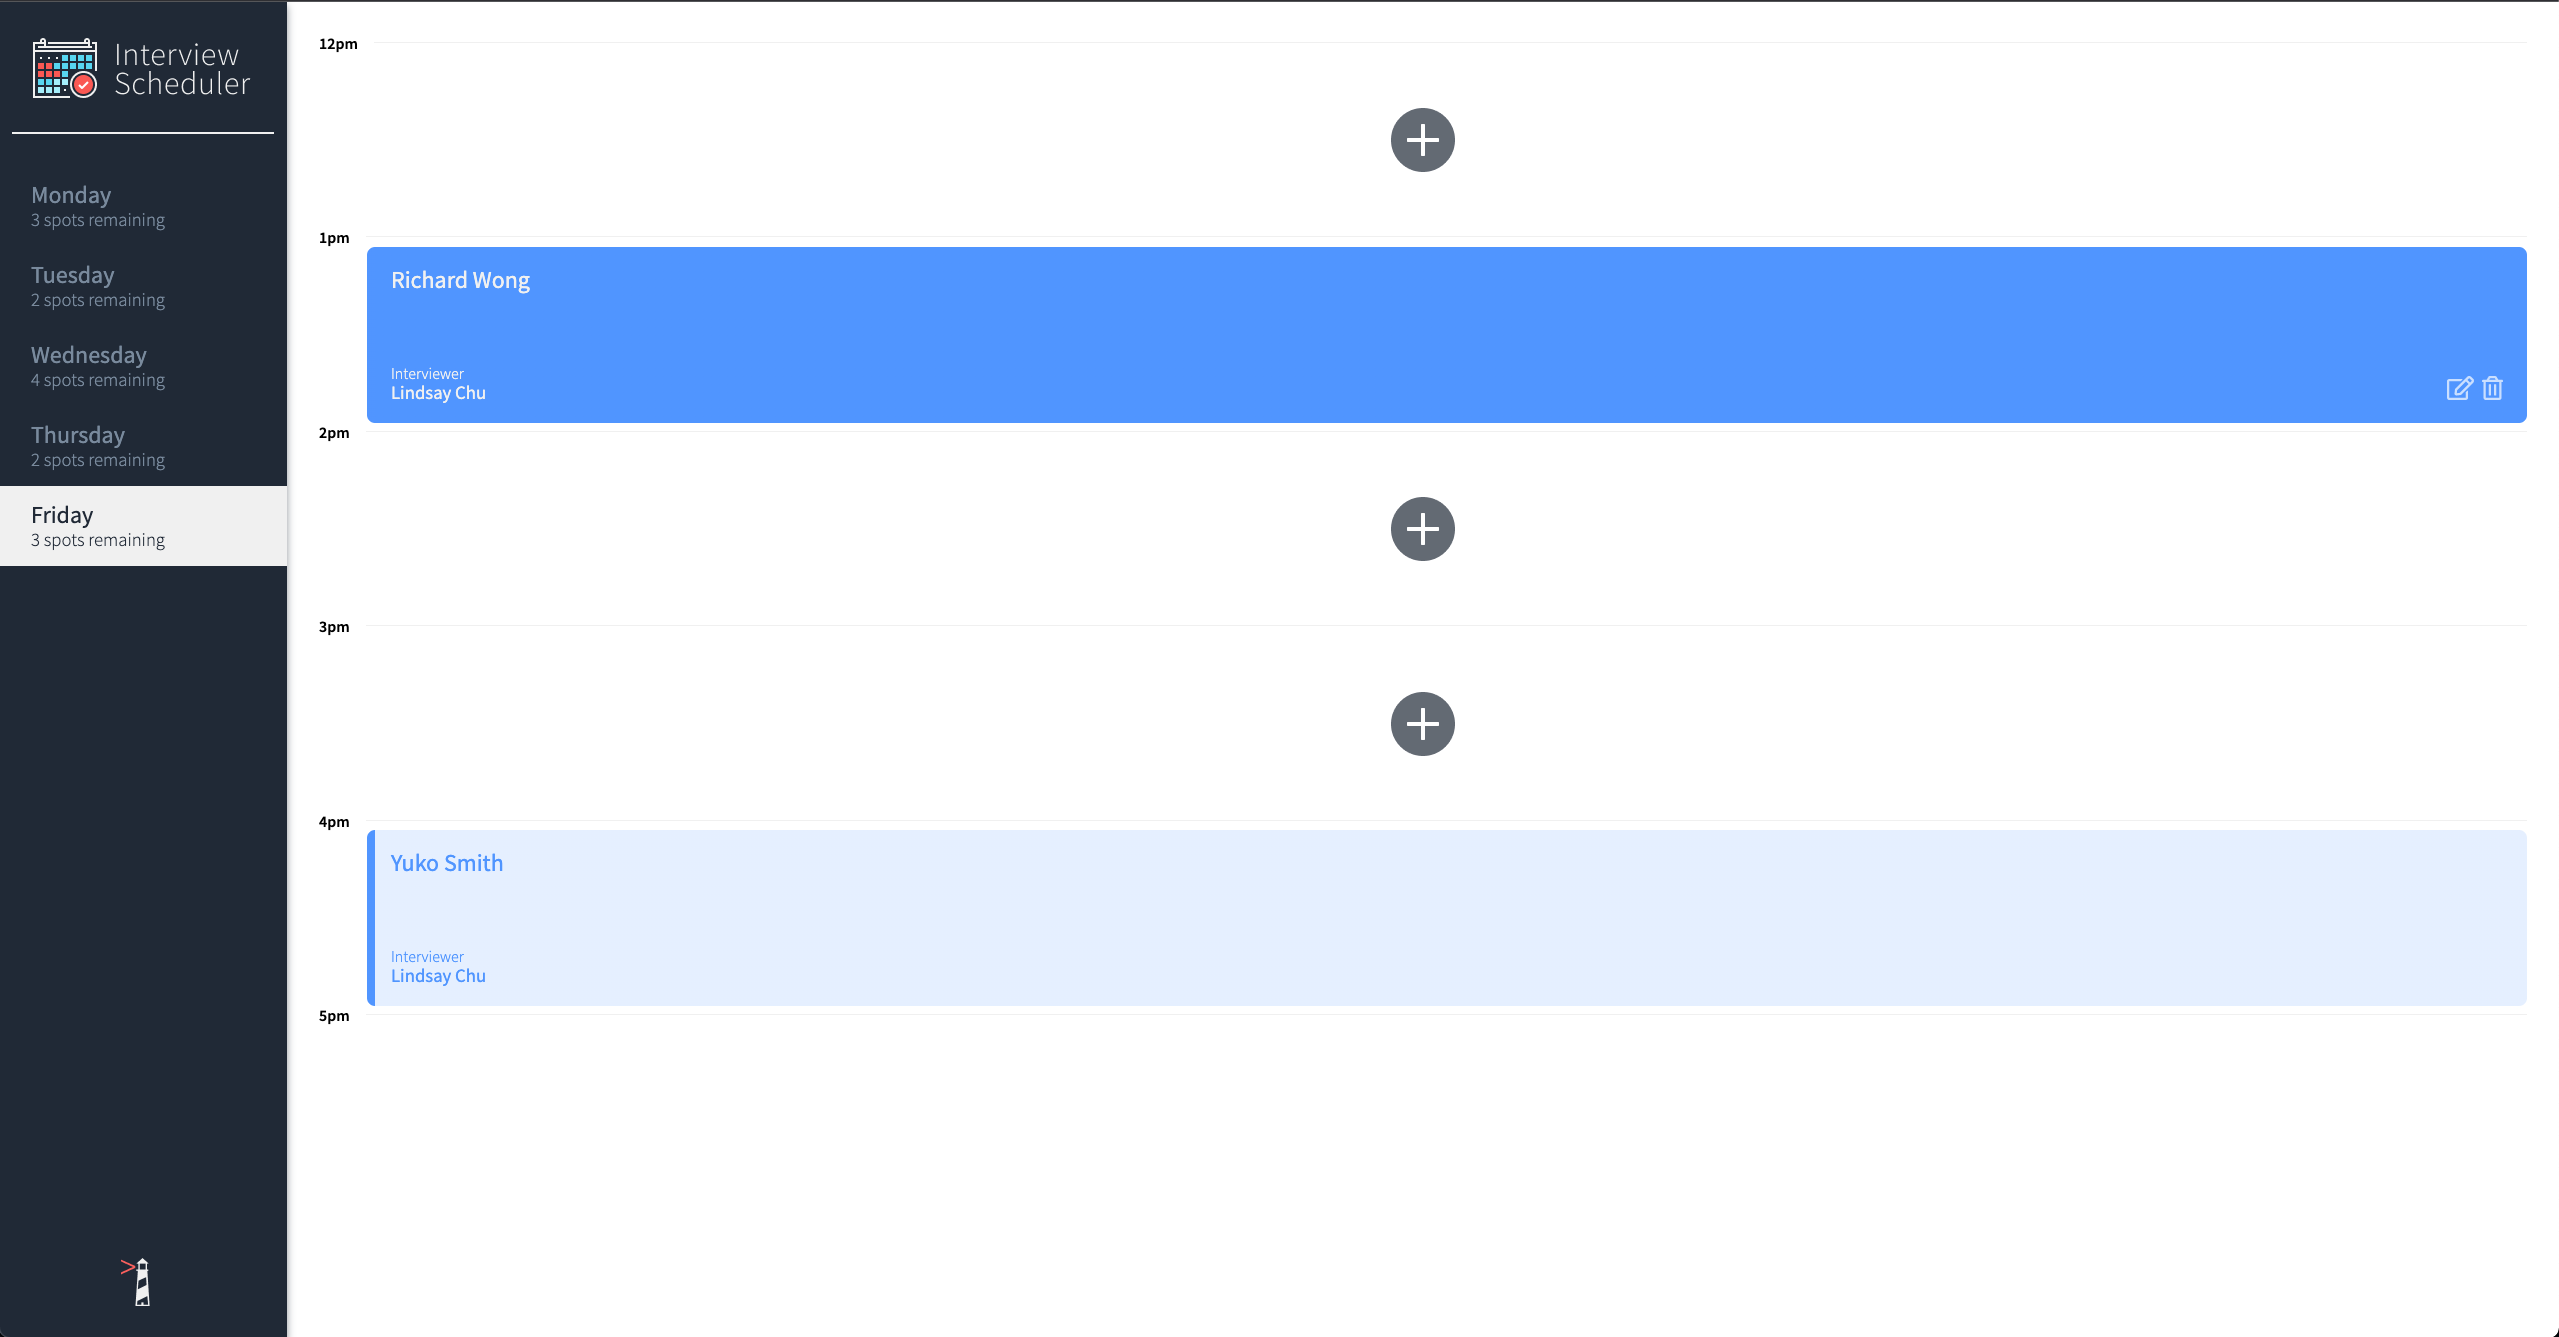 Interview
Scheduler
Monday
3 spots remaining
Tuesday
2 spots remaining
Wednesday
4 spots remaining
Thursday
2 spots remaining
Friday
3 spots remaining
12pm
1pm
Richard Wong
Interviewer
Lindsay Chu
2pm
3pm
4pm
Yuko Smith
Interviewer
Lindsay Chu
5pm